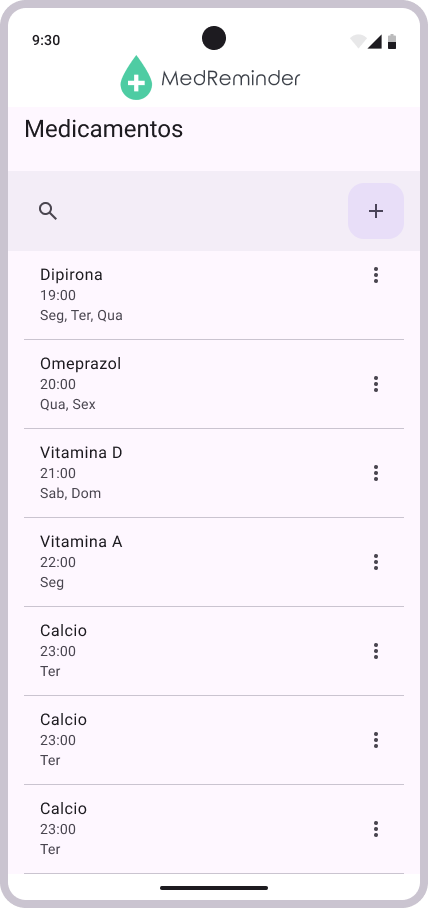 9:30
MedReminder
Medicamentos
Dipirona
19:00
Seg, Ter, Qua
Omeprazol
20:00
Qua, Sex
Vitamina D
21:00
Sab, Dom
Vitamina A
22:00
Seg
Calcio
23:00
Ter
Calcio
23:00
Ter
Calcio
23:00
Ter